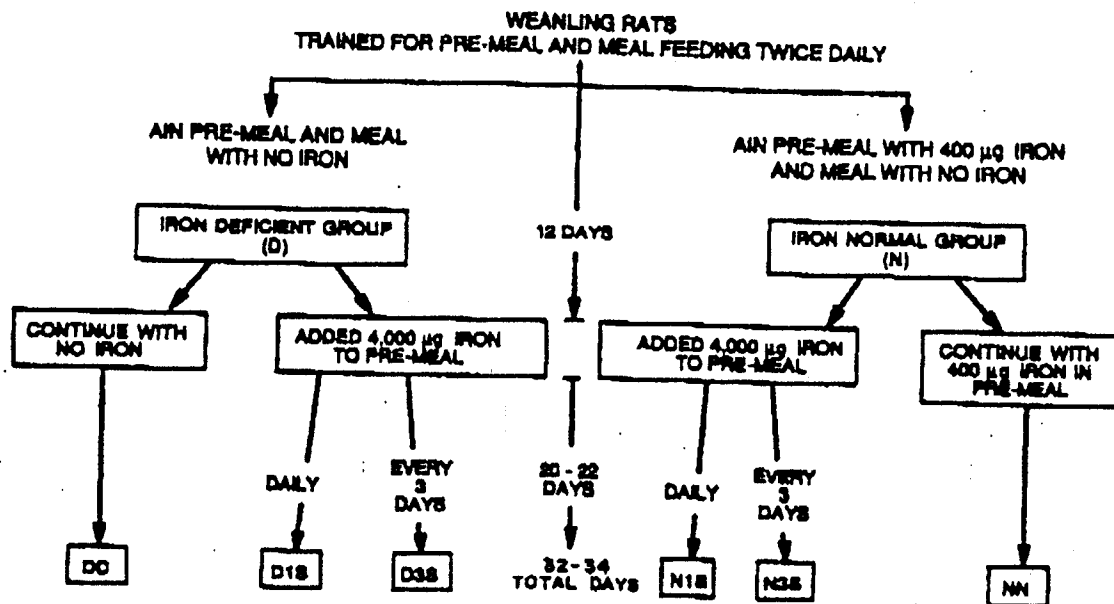 WEANLING RATS
TRAINED FOR PRE-MEAL AND MEAL FEEDING TWICE DAILY
AIN PRE-MEAL AND MEAL
WITH NO IRON
AIN PRE-MEAL WITH 400 µg IRON
AND MEAL WITH NO IRON
IRON DEFICIENT GROUP
(D)
12 DAYS
IRON NORMAL GROUP
(N)
CONTINUE WITH
NO IRON
ADDED 4,000 µg IRON
TO PRE-MEAL
ADDED 4,000 µg IRON
TO PRE-MEAL
CONTINUE WITH
400 µg IRON IN
PRE-MEAL
DAILY
EVERY
3
DAYS
20 - 22
DAYS
DAILY
EVERY
3
DAYS
DD
D1S
D3S
32 - 34
TOTAL DAYS
N1S
N3S
NN